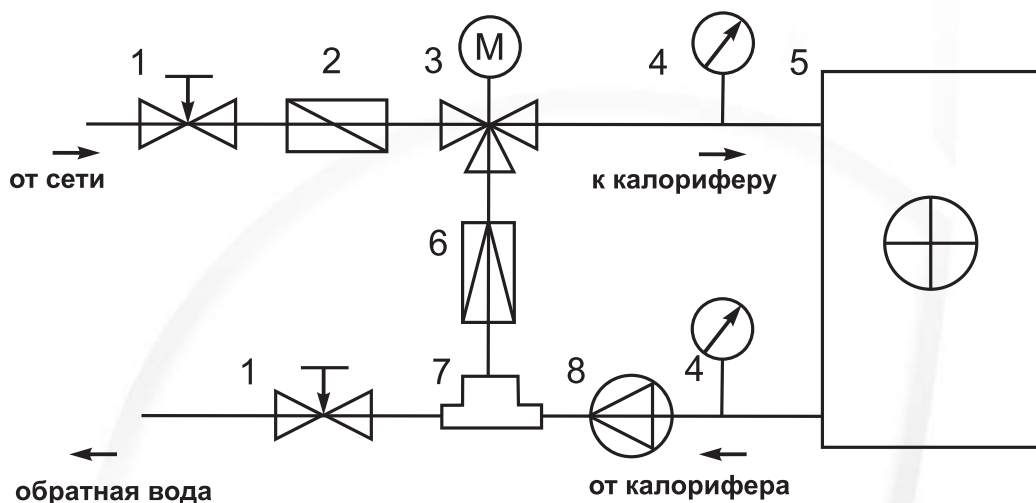 1
2
3
M
4
5
от сети
к калориферу
6
1
7
8
4
обратная вода
от калорифера